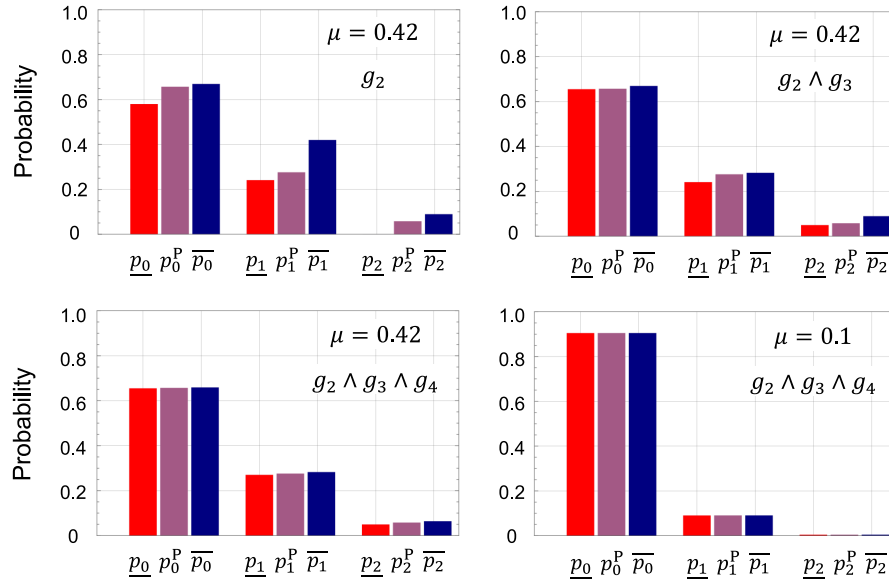 1.0
0.8
0.6
0.4
0.2
0
Probability
μ = 0.42
g₂
p₀ p₀ᴾ p₀ p₁ p₁ᴾ p₁ p₂ p₂ᴾ p₂
1.0
0.8
0.6
0.4
0.2
0
μ = 0.42
g₂ ∧ g₃
p₀ p₀ᴾ p₀ p₁ p₁ᴾ p₁ p₂ p₂ᴾ p₂
1.0
0.8
0.6
0.4
0.2
0
Probability
μ = 0.42
g₂ ∧ g₃ ∧ g₄
p₀ p₀ᴾ p₀ p₁ p₁ᴾ p₁ p₂ p₂ᴾ p₂
1.0
0.8
0.6
0.4
0.2
0
μ = 0.1
g₂ ∧ g₃ ∧ g₄
p₀ p₀ᴾ p₀ p₁ p₁ᴾ p₁ p₂ p₂ᴾ p₂